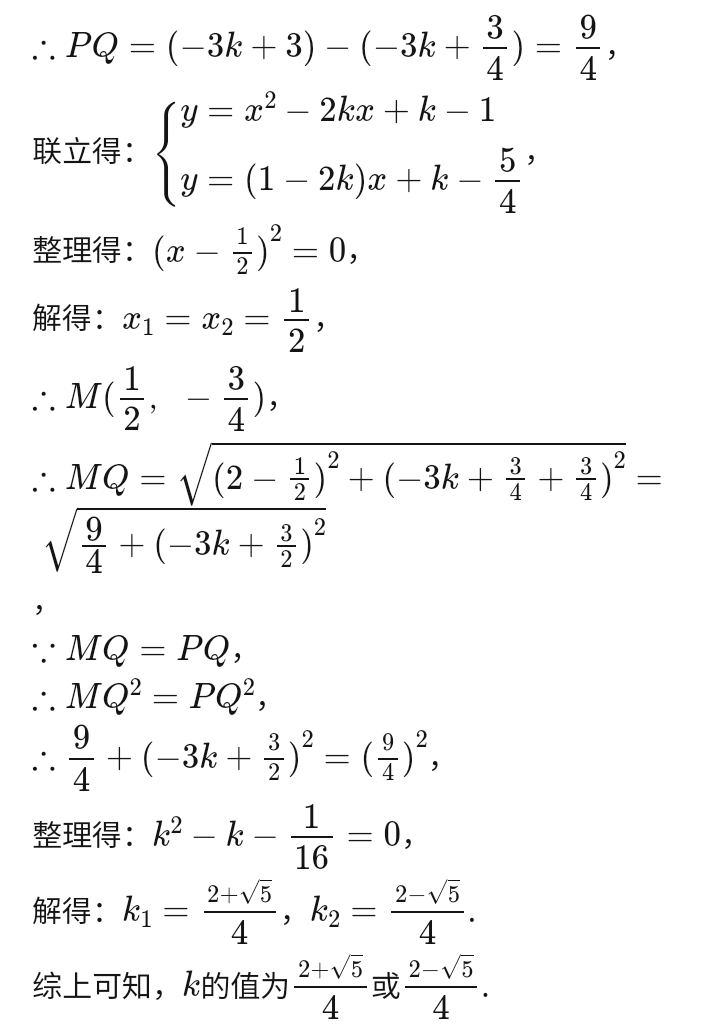 ∴ PQ = (−3k + 3) − (−3k + 3/4) = 9/4，
联立得：{ y = x² − 2kx + k − 1
y = (1 − 2k)x + k − 5/4 ，
整理得：(x − 1/2)² = 0，
解得：x₁ = x₂ = 1/2，
∴ M(1/2, − 3/4)，
∴ MQ = √((2 − 1/2)² + (−3k + 3/4 + 3/4)²) =
√(9/4 + (−3k + 3/2)²)
，
∵ MQ = PQ，
∴ MQ² = PQ²，
∴ 9/4 + (−3k + 3/2)² = (9/4)²，
整理得：k² − k − 1/16 = 0，
解得：k₁ = (2+√5)/4，k₂ = (2−√5)/4.
综上可知，k的值为(2+√5)/4或(2−√5)/4.